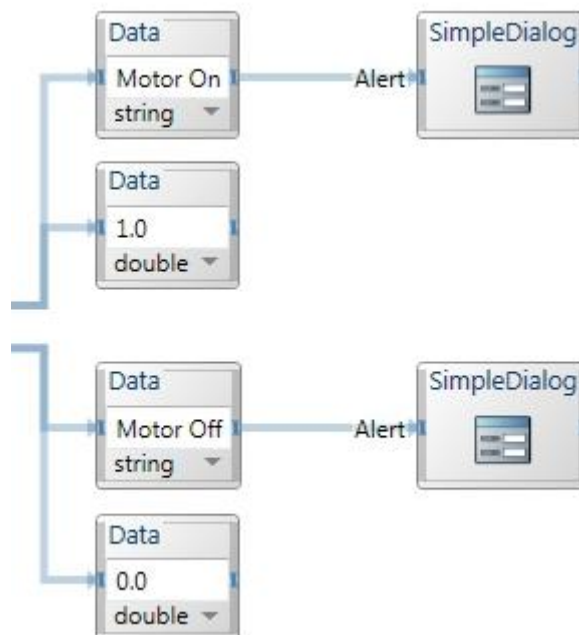 Data
Motor On
string
Alert
SimpleDialog
Data
1.0
double
Data
Motor Off
string
Alert
SimpleDialog
Data
0.0
double